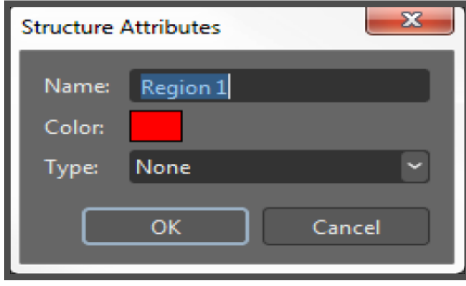 Structure Attributes
Name: Region 1
Color:
Type: None
OK Cancel